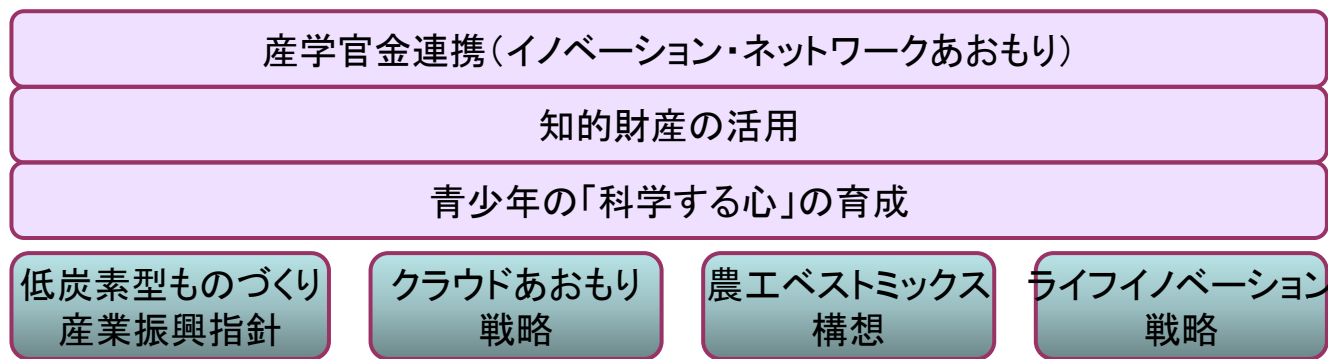 産学官金連携（イノベーション・ネットワークあおもり）
知的財産の活用
青少年の「科学する心」の育成
低炭素型ものづくり
産業振興指針
クラウドあおもり
戦略
農工ベストミックス
構想
ライフイノベーション
戦略